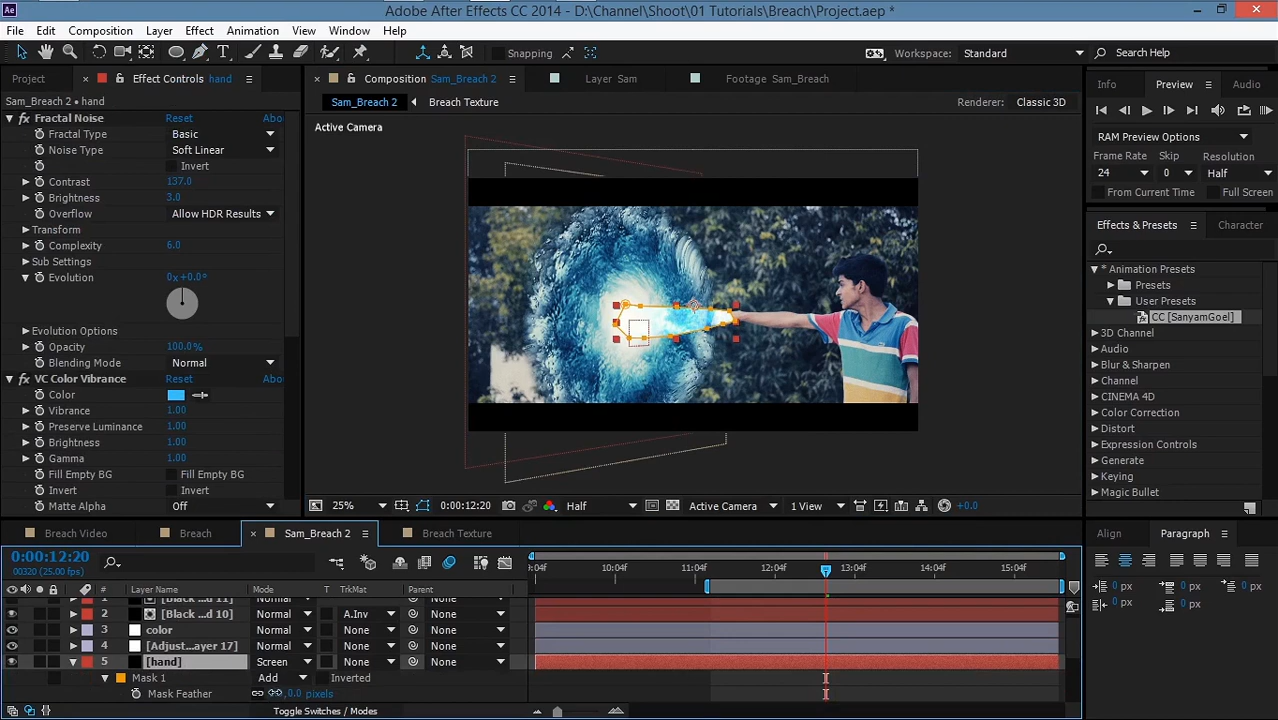 Adobe After Effects CC 2014 - D:\Channel\Shoot\01 Tutorials\Breach\Project.aep *
File Edit Composition Layer Effect Animation View Window Help
Snapping Workspace: Standard Search Help
Project Effect Controls hand Composition Sam_Breach 2 Layer Sam Footage Sam_Breach Info Preview Audio
Sam_Breach 2 • hand Sam_Breach 2 Breach Texture Renderer: Classic 3D
Fractal Noise Reset Abo
Active Camera
Fractal Type Basic
Noise Type Soft Linear
Invert
Contrast 137.0
Brightness 3.0
Overflow Allow HDR Results
Transform
Complexity 6.0
Sub Settings
Evolution 0x+0.0°
Evolution Options
Opacity 100.0%
Blending Mode Normal
VC Color Vibrance Reset Abo
Color
Vibrance 1.00
Preserve Luminance 1.00
Brightness 1.00
Gamma 1.00
Fill Empty BG Fill Empty BG
Invert Invert
Matte Alpha Off
25% 0:00:12:20 Half Active Camera 1 View +0.0
RAM Preview Options
Frame Rate Skip Resolution
24 0 Half
From Current Time Full Screen
Effects & Presets Character
* Animation Presets
Presets
User Presets
CC [SanyamGoel]
3D Channel
Audio
Blur & Sharpen
Channel
CINEMA 4D
Color Correction
Distort
Expression Controls
Generate
Keying
Magic Bullet
Breach Video Breach Sam_Breach 2 Breach Texture Align Paragraph
0:00:12:20
00320 (25.00 fps)
# Layer Name Mode T TrkMat Parent
10:04f 11:04f 12:04f 13:04f 14:04f 15:04f
2 [Black ...d 10] Normal A.Inv None
3 color Normal None None
4 [Adjust...ayer 17] Normal None None
5 [hand] Screen None None
Mask 1 Add Inverted
Mask Feather 0.0 pixels
Toggle Switches / Modes
0 px 0 px 0 px
0 px 0 px